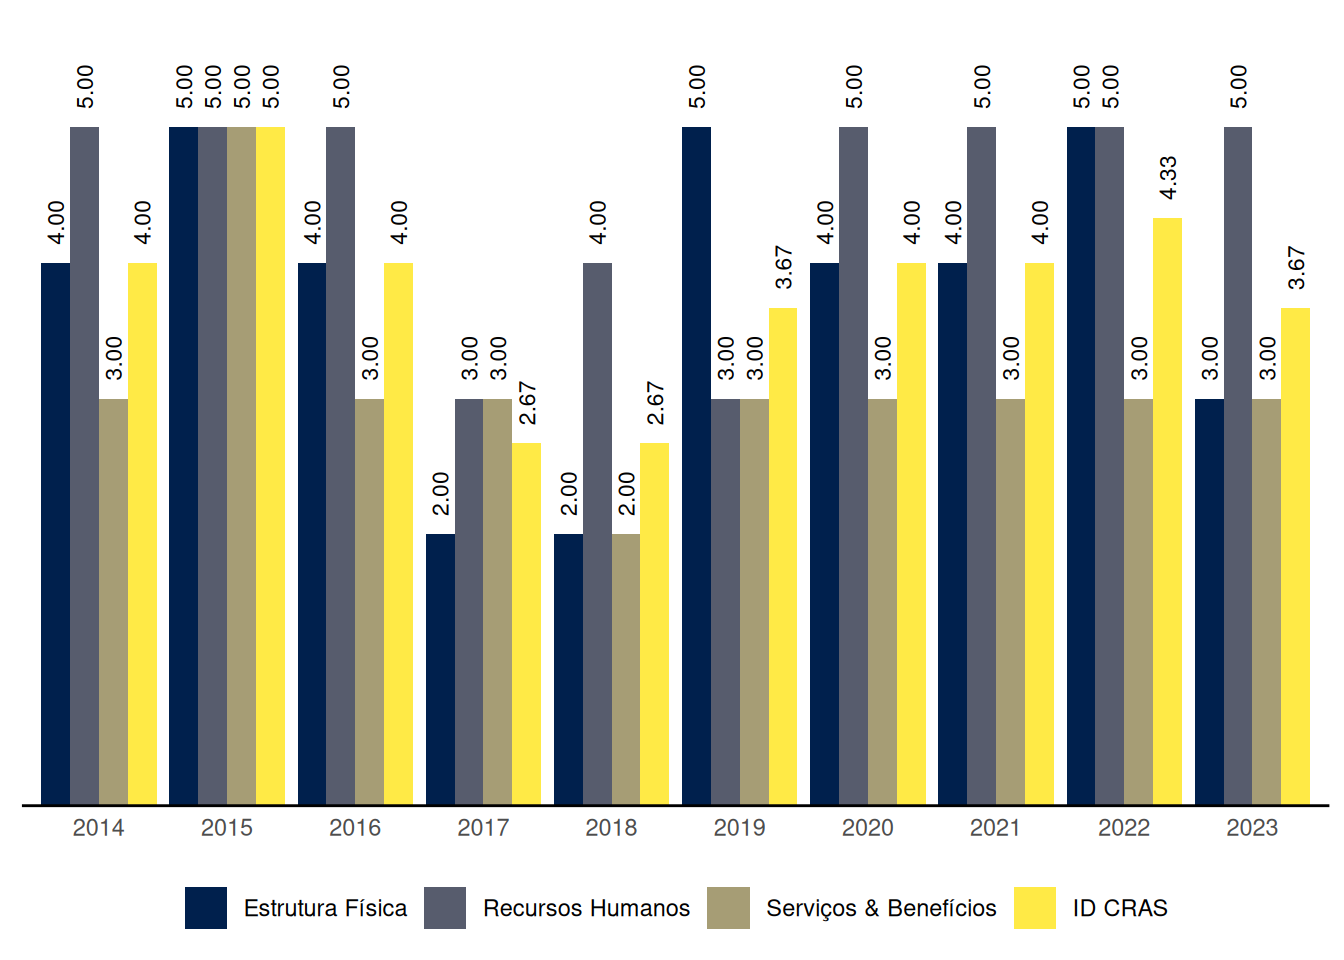 5.00 5.00 5.00 5.00 5.00 5.00 5.00 5.00 5.00 5.00 5.00 5.00
4.33
4.00 4.00 4.00 4.00 4.00 4.00 4.00 4.00 4.00
3.67 3.67
3.00 3.00 3.00 3.00 3.00 3.00 3.00 3.00 3.00 3.00 3.00
2.67 2.67
2.00 2.00 2.00
2014 2015 2016 2017 2018 2019 2020 2021 2022 2023
Estrutura Física Recursos Humanos Serviços & Benefícios ID CRAS